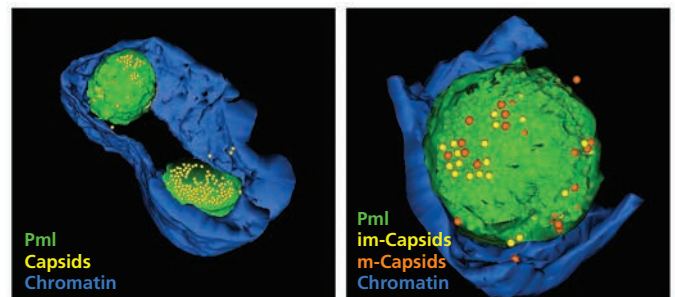 Pml
Capsids
Chromatin
Pml
im-Capsids
m-Capsids
Chromatin